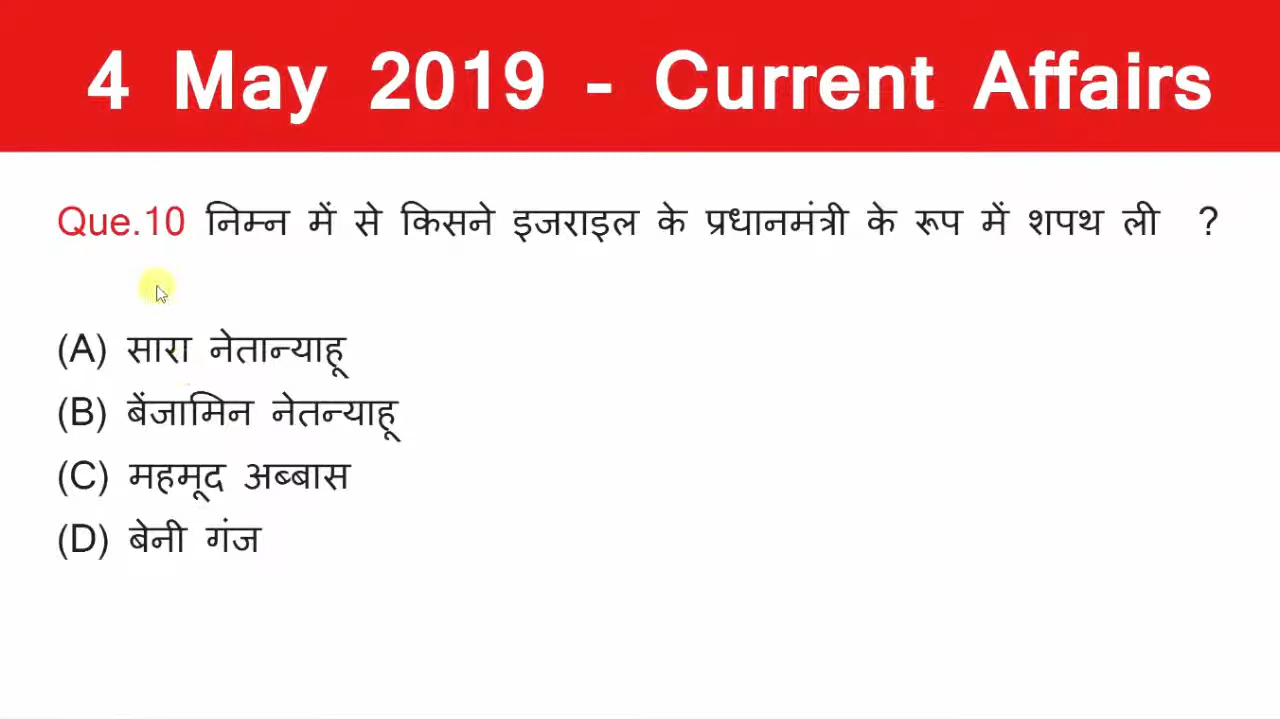 4 May 2019 - Current Affairs
Que.10 निम्न में से किसने इजराइल के प्रधानमंत्री के रूप में शपथ ली ?
(A) सारा नेतान्याहू
(B) बेंजामिन नेतन्याहू
(C) महमूद अब्बास
(D) बेनी गंज